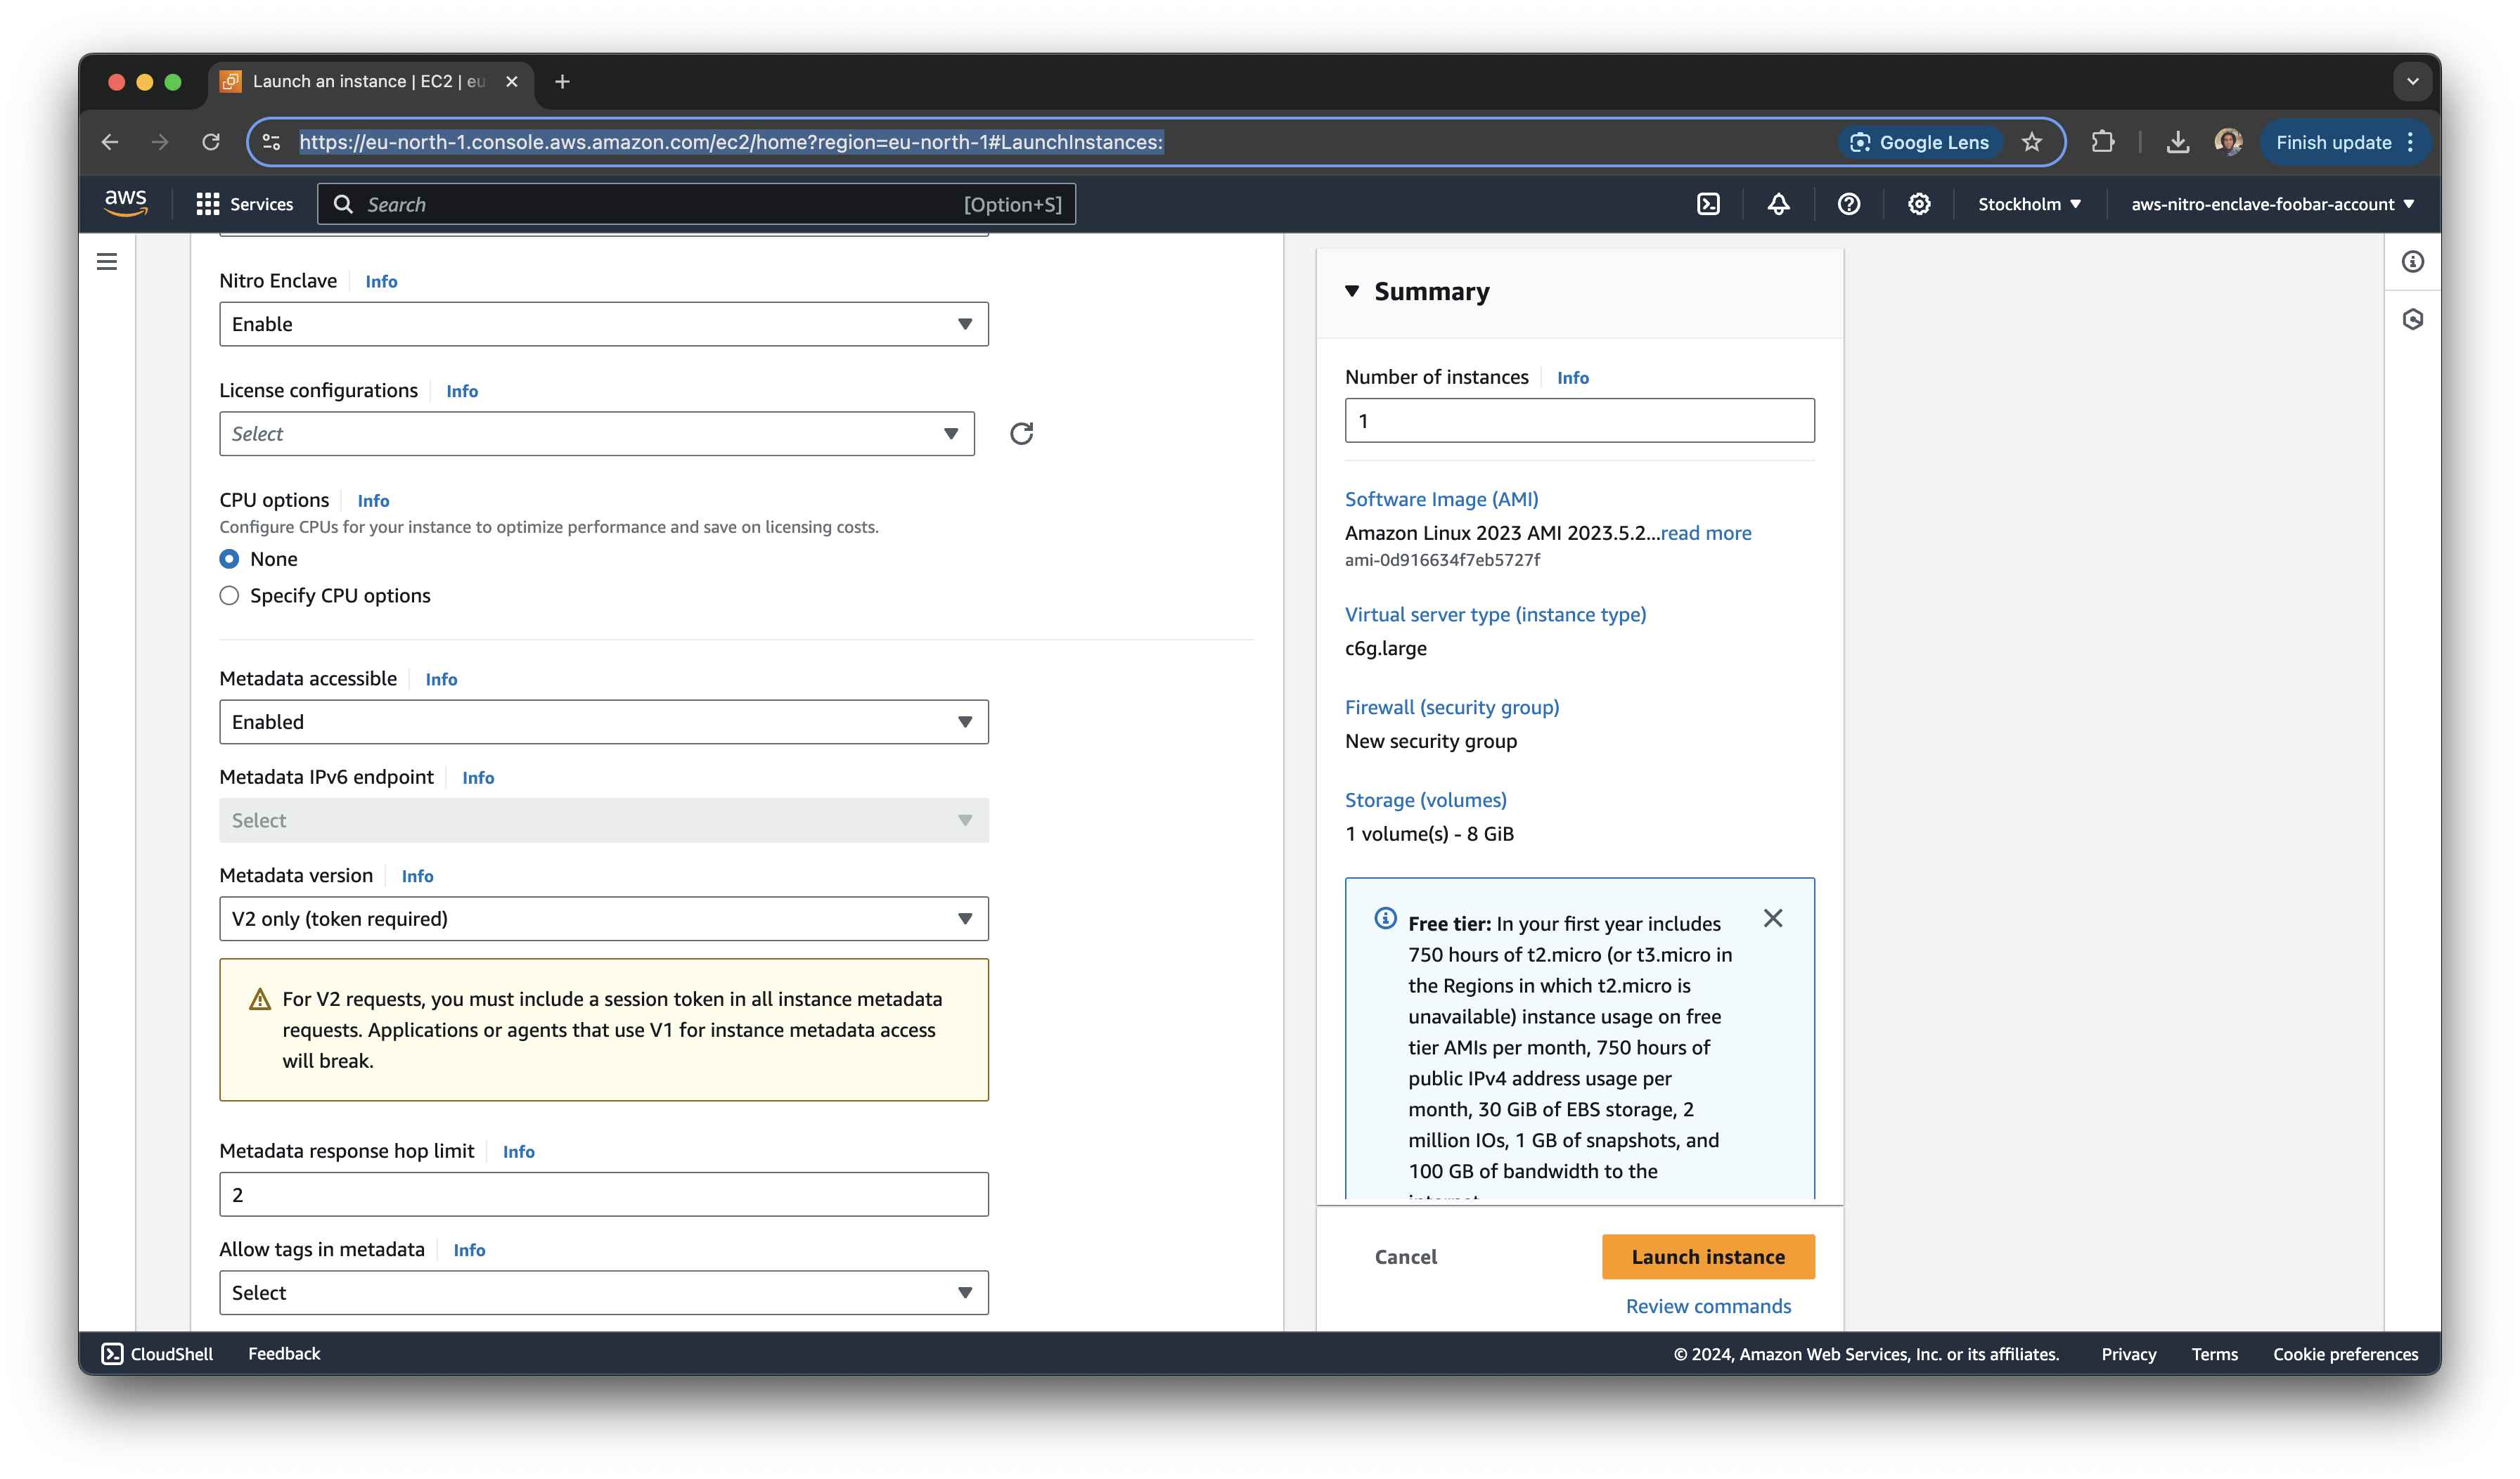 Launch an instance | EC2 | eu
https://eu-north-1.console.aws.amazon.com/ec2/home?region=eu-north-1#LaunchInstances:
Google Lens
Finish update
aws
Services
Search
[Option+S]
Stockholm
aws-nitro-enclave-foobar-account
Nitro Enclave
Info
Enable
License configurations
Info
Select
CPU options
Info
Configure CPUs for your instance to optimize performance and save on licensing costs.
None
Specify CPU options
Metadata accessible
Info
Enabled
Metadata IPv6 endpoint
Info
Select
Metadata version
Info
V2 only (token required)
For V2 requests, you must include a session token in all instance metadata
requests. Applications or agents that use V1 for instance metadata access
will break.
Metadata response hop limit
Info
2
Allow tags in metadata
Info
Select
Summary
Number of instances
Info
1
Software Image (AMI)
Amazon Linux 2023 AMI 2023.5.2...read more
ami-0d916634f7eb5727f
Virtual server type (instance type)
c6g.large
Firewall (security group)
New security group
Storage (volumes)
1 volume(s) - 8 GiB
Free tier: In your first year includes
750 hours of t2.micro (or t3.micro in
the Regions in which t2.micro is
unavailable) instance usage on free
tier AMIs per month, 750 hours of
public IPv4 address usage per
month, 30 GiB of EBS storage, 2
million IOs, 1 GB of snapshots, and
100 GB of bandwidth to the
Cancel
Launch instance
Review commands
CloudShell
Feedback
© 2024, Amazon Web Services, Inc. or its affiliates.
Privacy
Terms
Cookie preferences